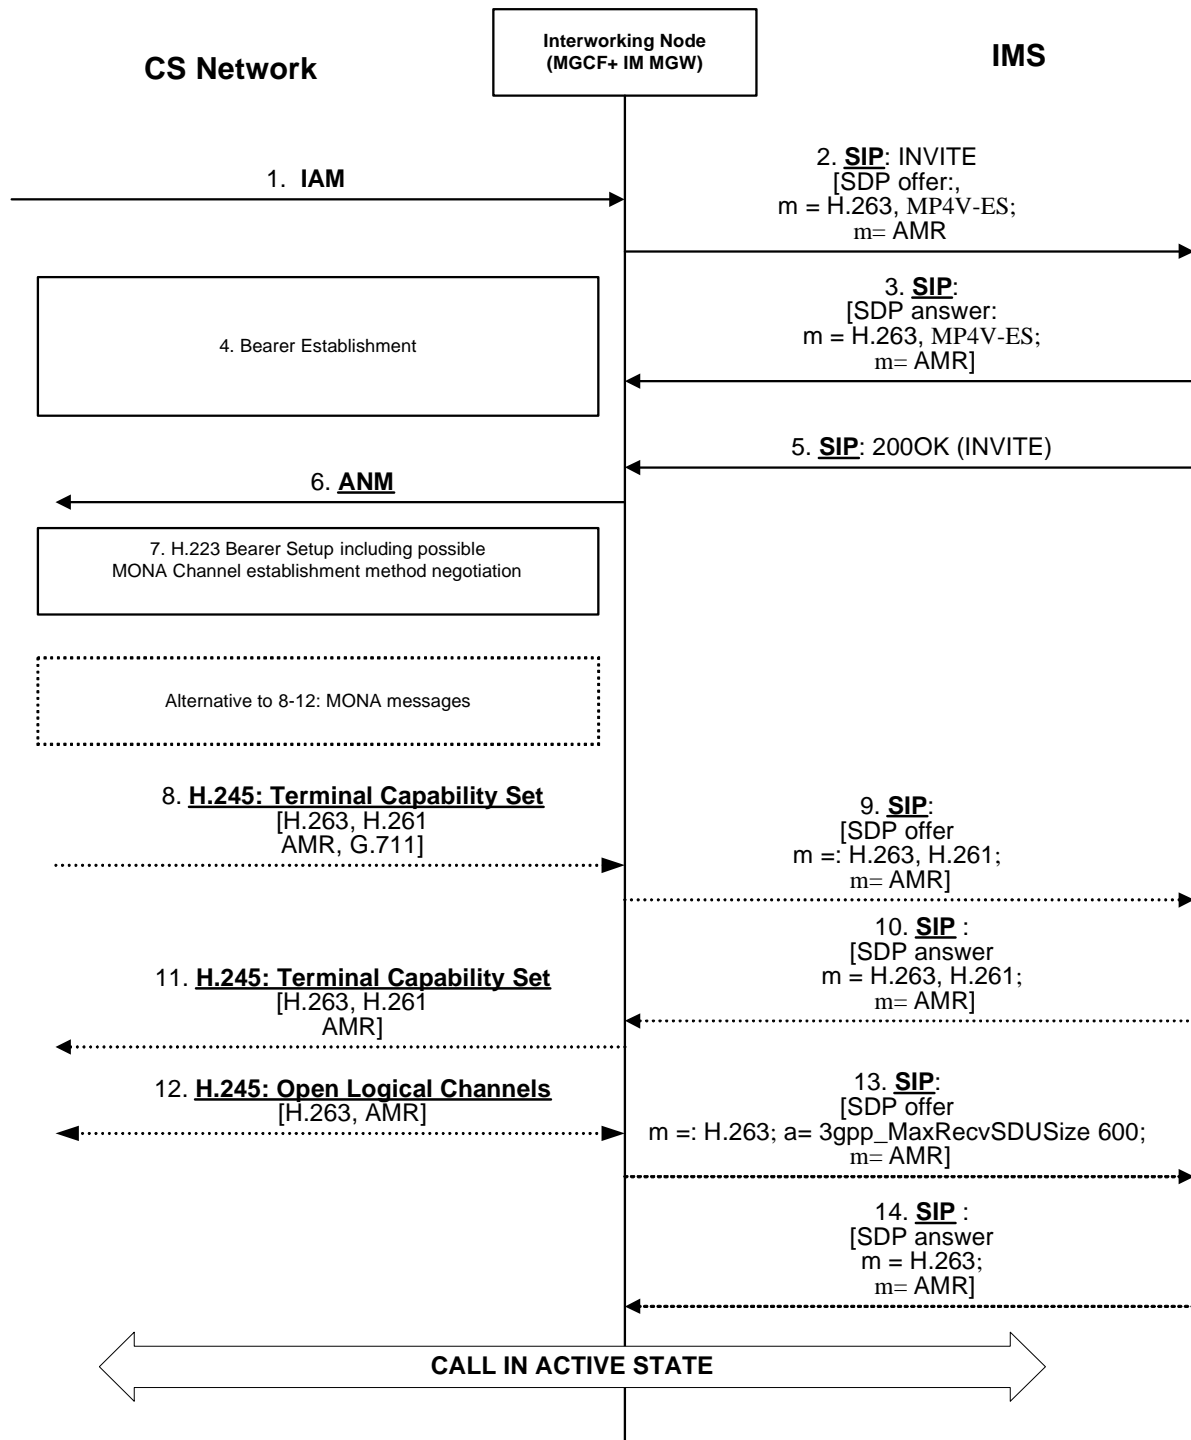 CS Network
Interworking Node
(MGCF+ IM MGW)
IMS
1. IAM
2. SIP: INVITE
[SDP offer:,
m = H.263, MP4V-ES;
m= AMR
3. SIP:
[SDP answer:
m = H.263, MP4V-ES;
m= AMR]
4. Bearer Establishment
5. SIP: 200OK (INVITE)
6. ANM
7. H.223 Bearer Setup including possible
MONA Channel establishment method negotiation
Alternative to 8-12: MONA messages
8. H.245: Terminal Capability Set
[H.263, H.261
AMR, G.711]
9. SIP:
[SDP offer
m =: H.263, H.261;
m= AMR]
10. SIP :
[SDP answer
m = H.263, H.261;
m= AMR]
11. H.245: Terminal Capability Set
[H.263, H.261
AMR]
12. H.245: Open Logical Channels
[H.263, AMR]
13. SIP:
[SDP offer
m =: H.263; a= 3gpp_MaxRecvSDUSize 600;
m= AMR]
14. SIP :
[SDP answer
m = H.263;
m= AMR]
CALL IN ACTIVE STATE